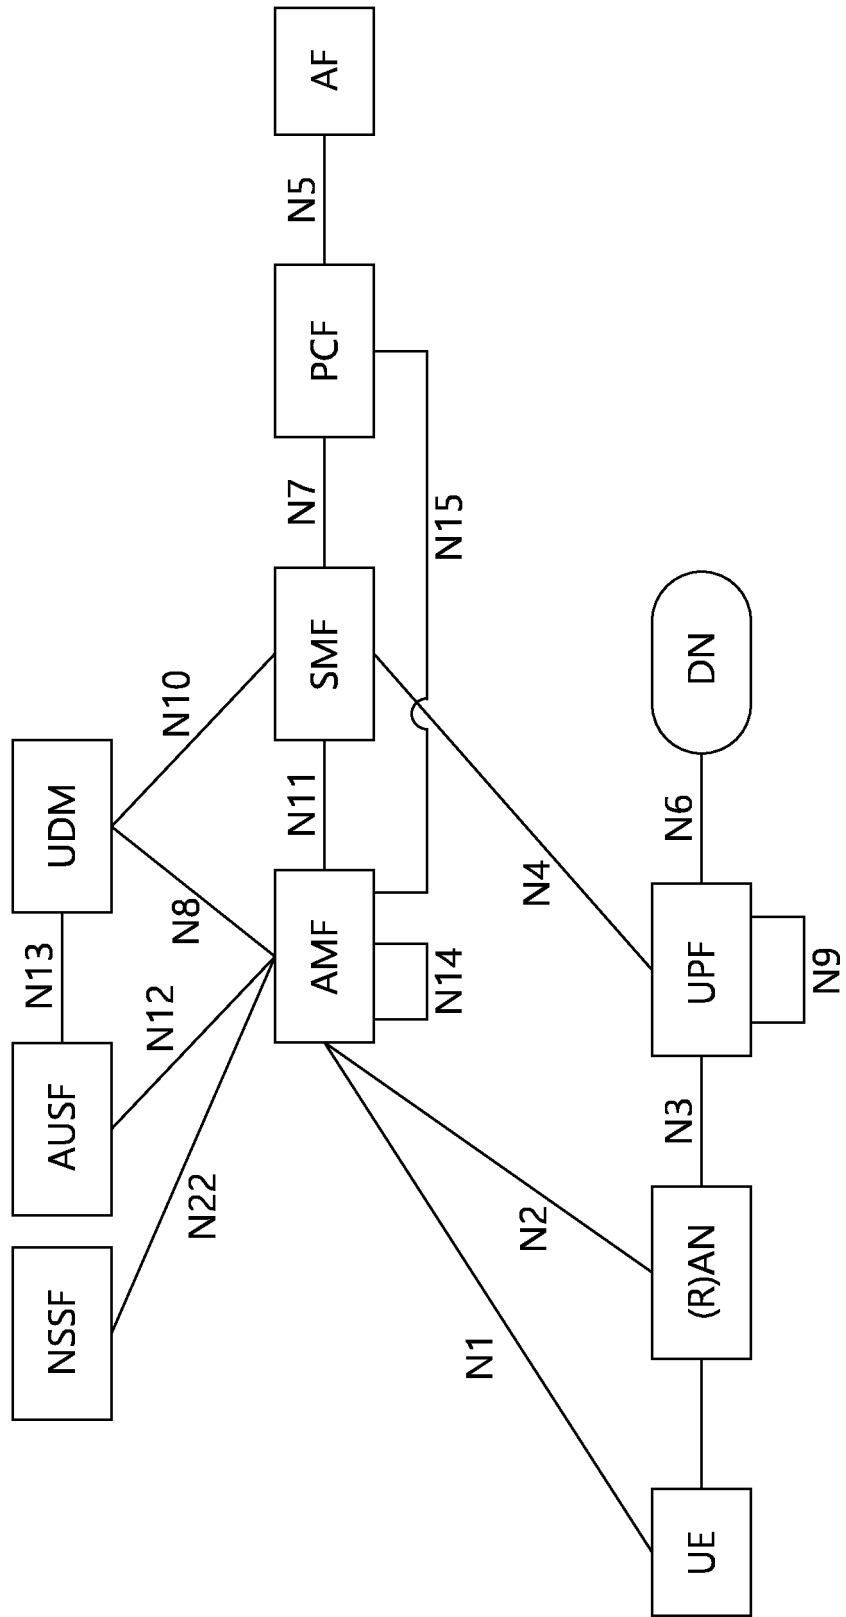 NSSF
AUSF
N13
UDM
N22
N12
N8
N10
AMF
N11
SMF
N7
PCF
N5
AF
N14
N15
N1
N2
N4
UE
(R)AN
N3
UPF
N6
DN
N9